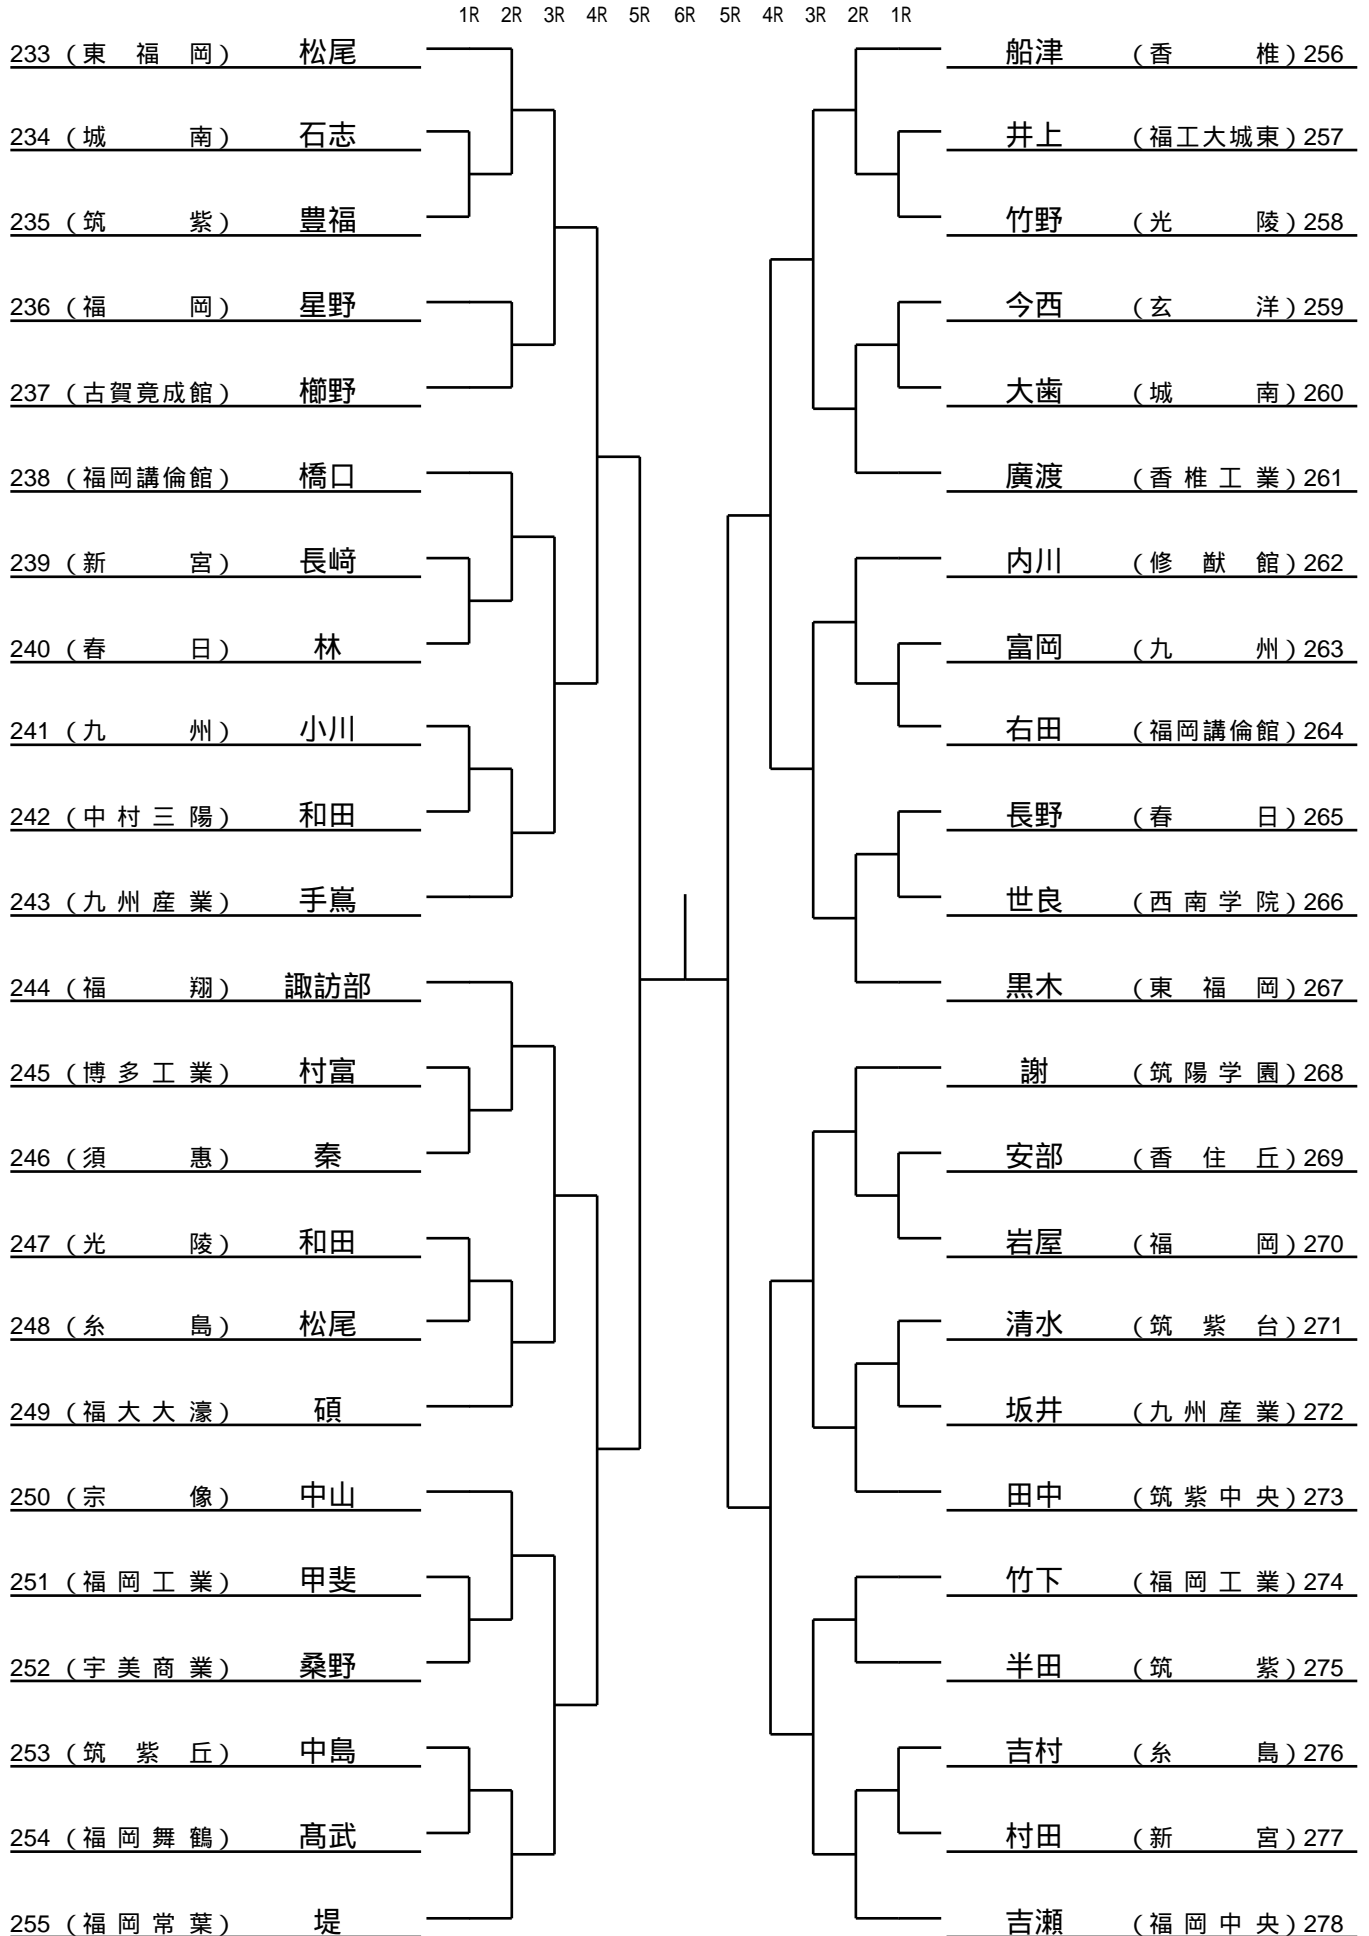 1R 2R 3R 4R 5R 6R 5R 4R 3R 2R 1R
233 (東福岡) 松尾 船津 (香椎) 256
234 (城南) 石志 井上 (福工大城東) 257
235 (筑紫) 豊福 竹野 (光陵) 258
236 (福岡) 星野 今西 (玄洋) 259
237 (古賀竟成館) 櫛野 大歯 (城南) 260
238 (福岡講倫館) 橋口 廣渡 (香椎工業) 261
239 (新宮) 長﨑 内川 (修猷館) 262
240 (春日) 林 富岡 (九州) 263
241 (九州) 小川 右田 (福岡講倫館) 264
242 (中村三陽) 和田 長野 (春日) 265
243 (九州産業) 手嶌 世良 (西南学院) 266
244 (福翔) 諏訪部 黒木 (東福岡) 267
245 (博多工業) 村富 謝 (筑陽学園) 268
246 (須惠) 秦 安部 (香住丘) 269
247 (光陵) 和田 岩屋 (福岡) 270
248 (糸島) 松尾 清水 (筑紫台) 271
249 (福大大濠) 碩 坂井 (九州産業) 272
250 (宗像) 中山 田中 (筑紫中央) 273
251 (福岡工業) 甲斐 竹下 (福岡工業) 274
252 (宇美商業) 桑野 半田 (筑紫) 275
253 (筑紫丘) 中島 吉村 (糸島) 276
254 (福岡舞鶴) 髙武 村田 (新宮) 277
255 (福岡常葉) 堤 吉瀬 (福岡中央) 278